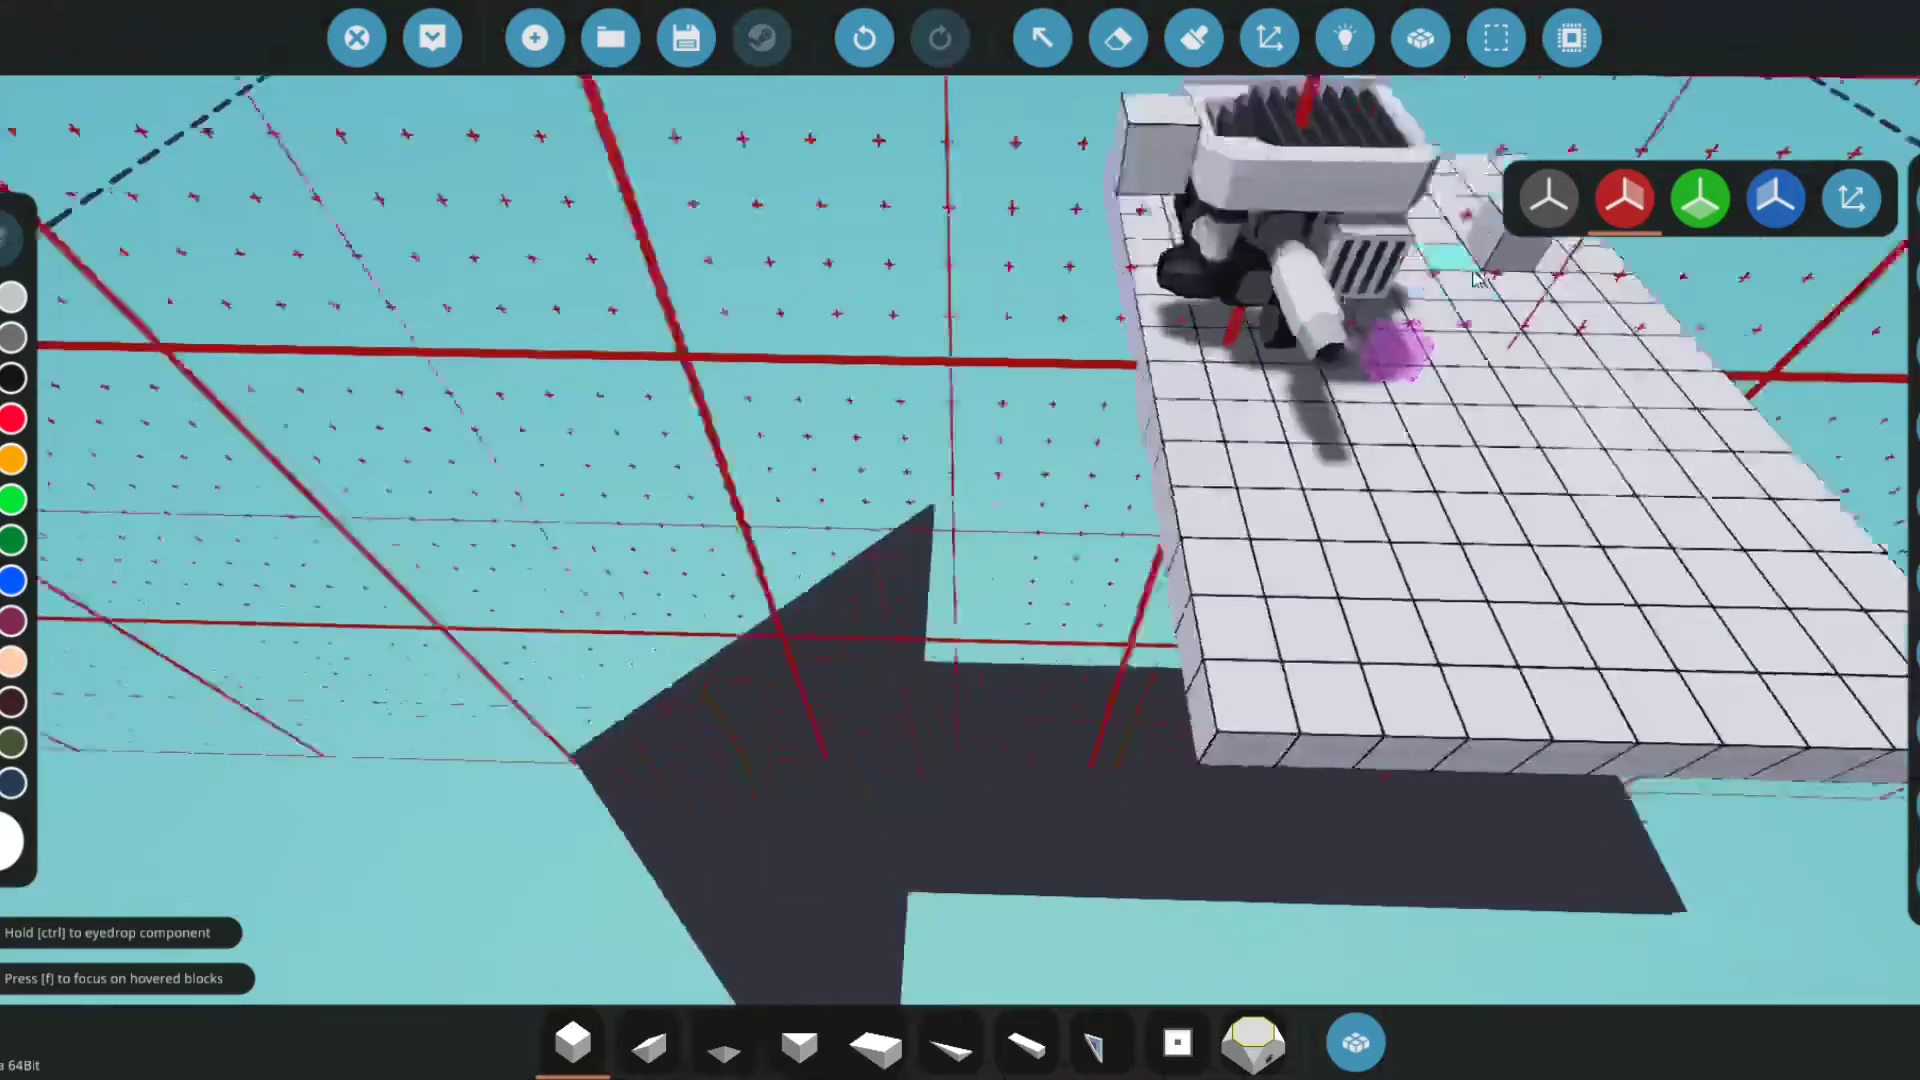 Hold [ctrl] to eyedrop component
Press [f] to focus on hovered blocks
a 64Bit